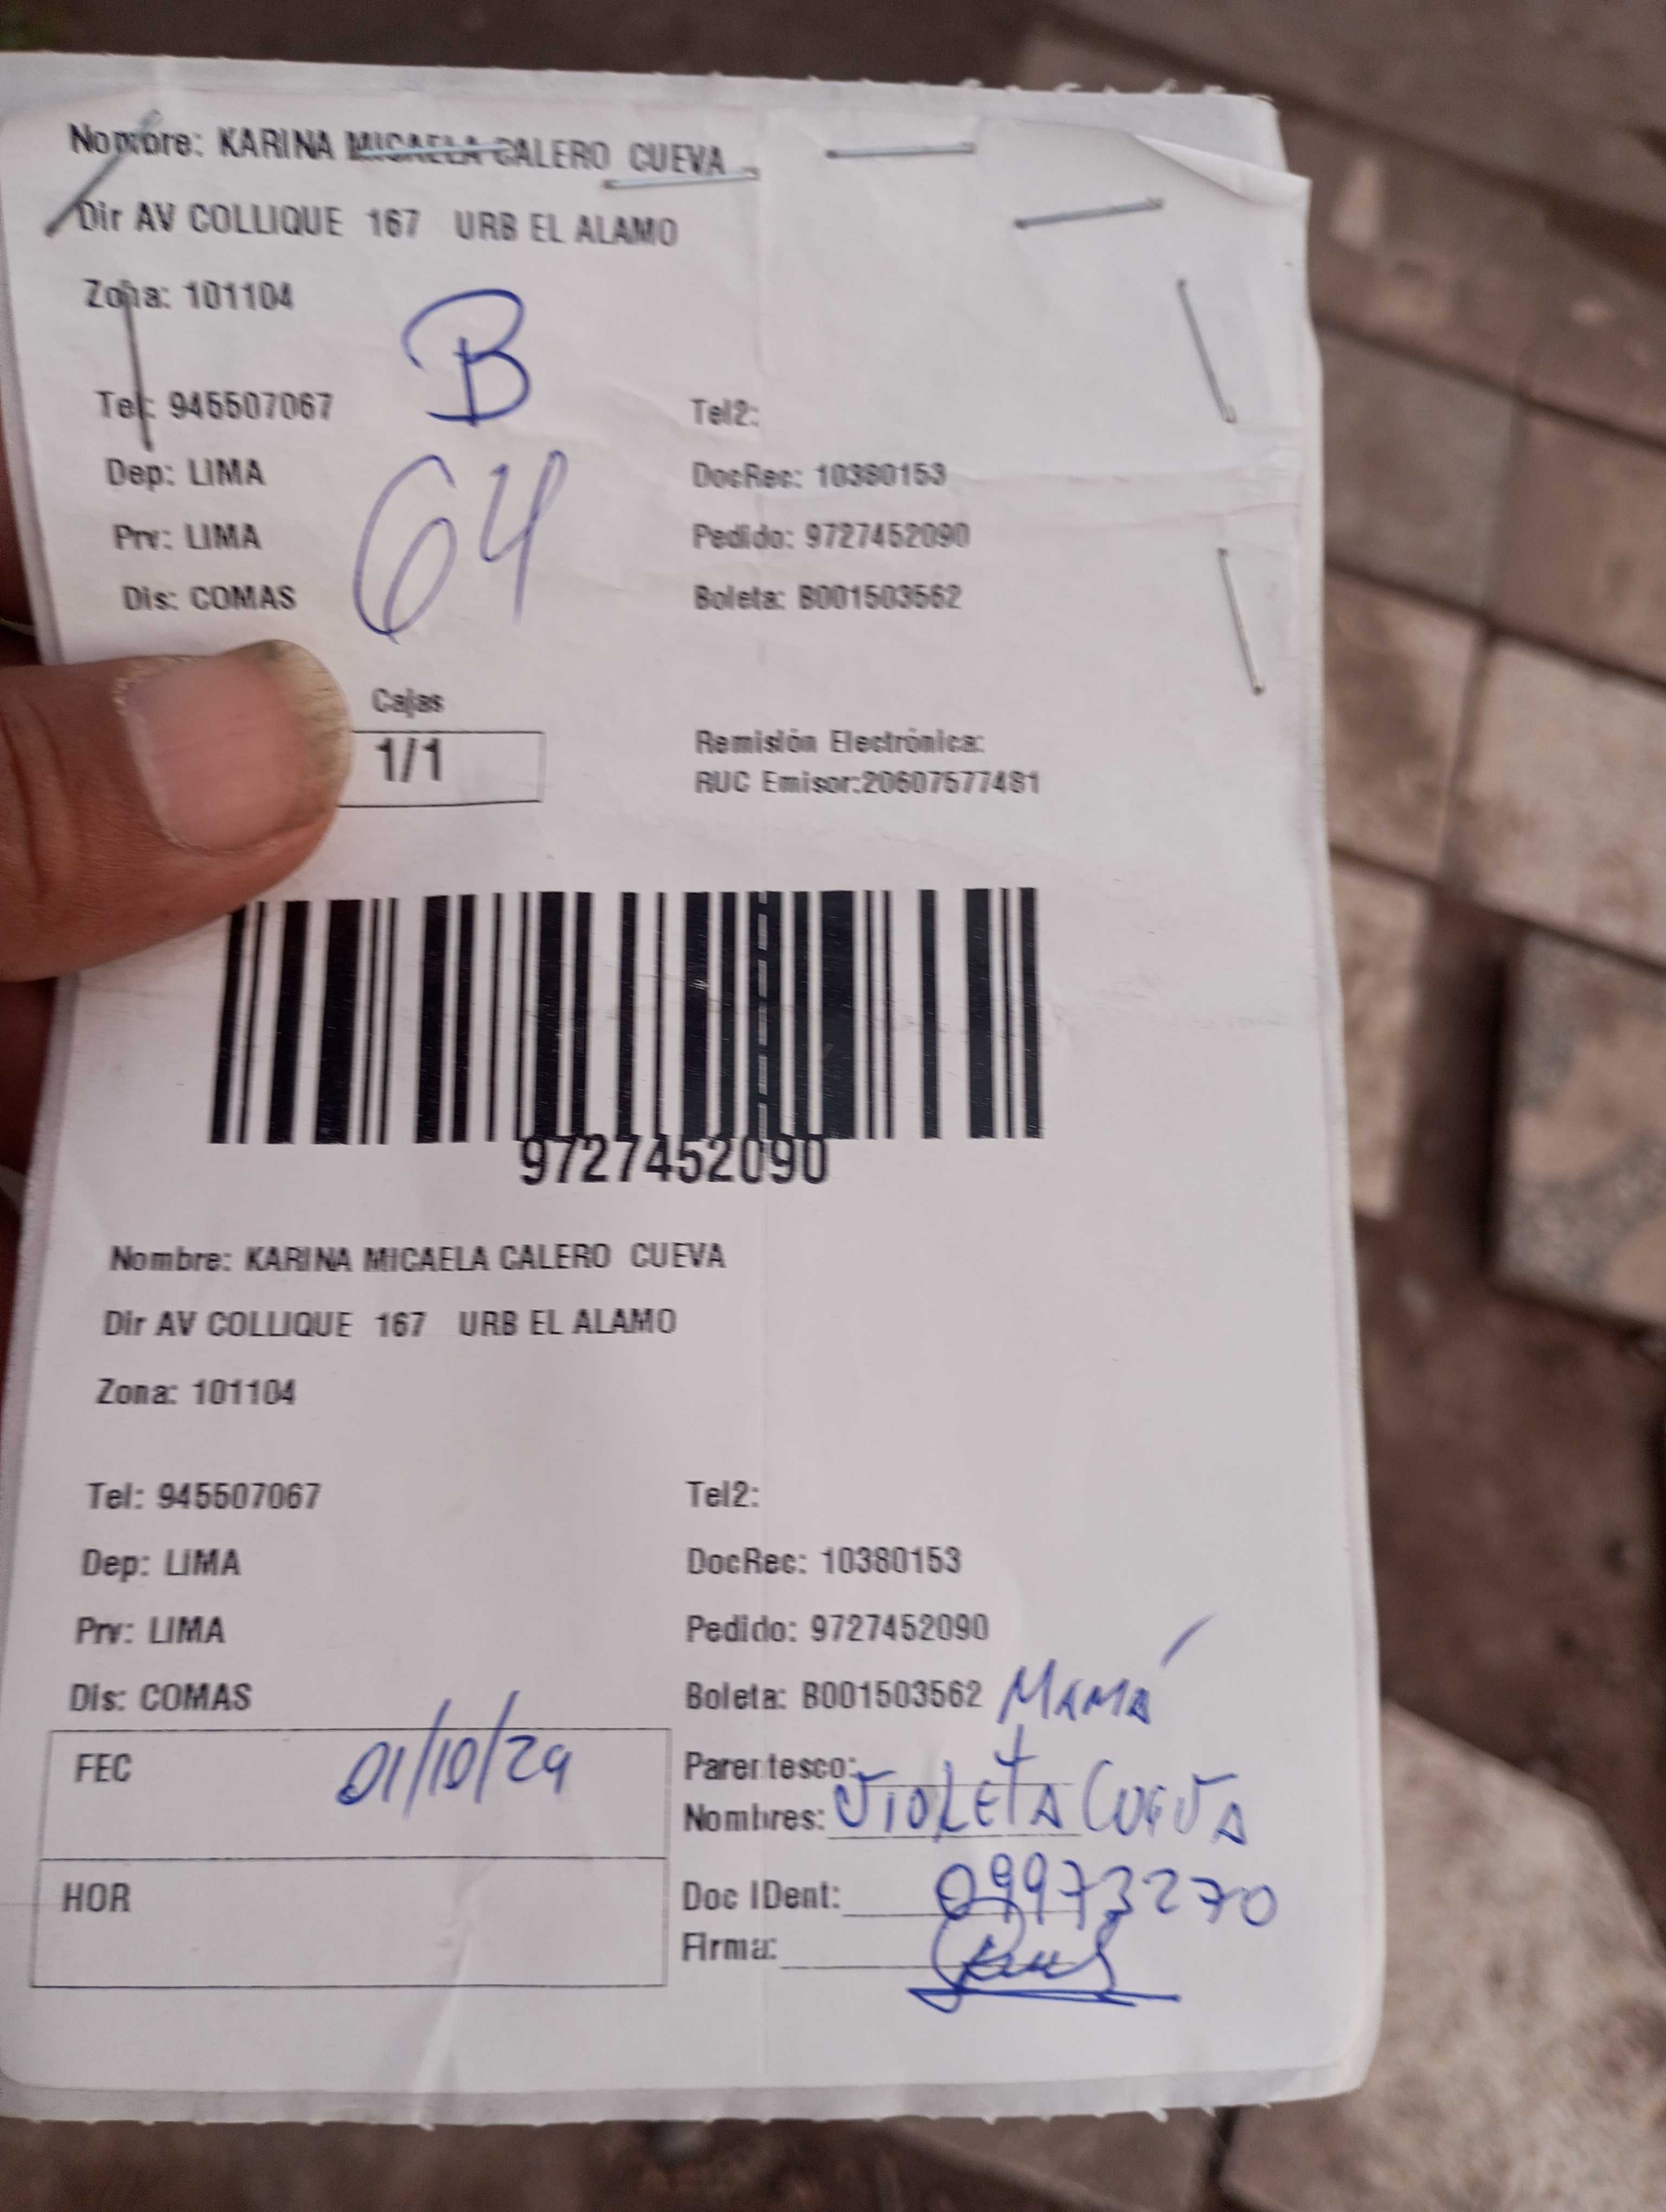 Nombre: KARINA MICAELA CALERO CUEVA
Dir AV COLLIQUE 167 URB EL ALAMO
Zona: 101104
B
Tel: 945507067 Tel2:
64
Dep: LIMA DocRec: 10380153
Prv: LIMA Pedido: 9727452090
Dis: COMAS Boleta: B001503562
Cajas
1/1
Remisión Electrónica:
RUC Emisor:20607577481
9727452090
Nombre: KARINA MICAELA CALERO CUEVA
Dir AV COLLIQUE 167 URB EL ALAMO
Zona: 101104
Tel: 945507067 Tel2:
Dep: LIMA DocRec: 10380153
Prv: LIMA Pedido: 9727452090
Dis: COMAS Boleta: B001503562
MAMÁ
FEC 01/10/24 Parentesco:
Nombres: VIOLETA CUEVA
HOR Doc IDent: 09973270
Firma: